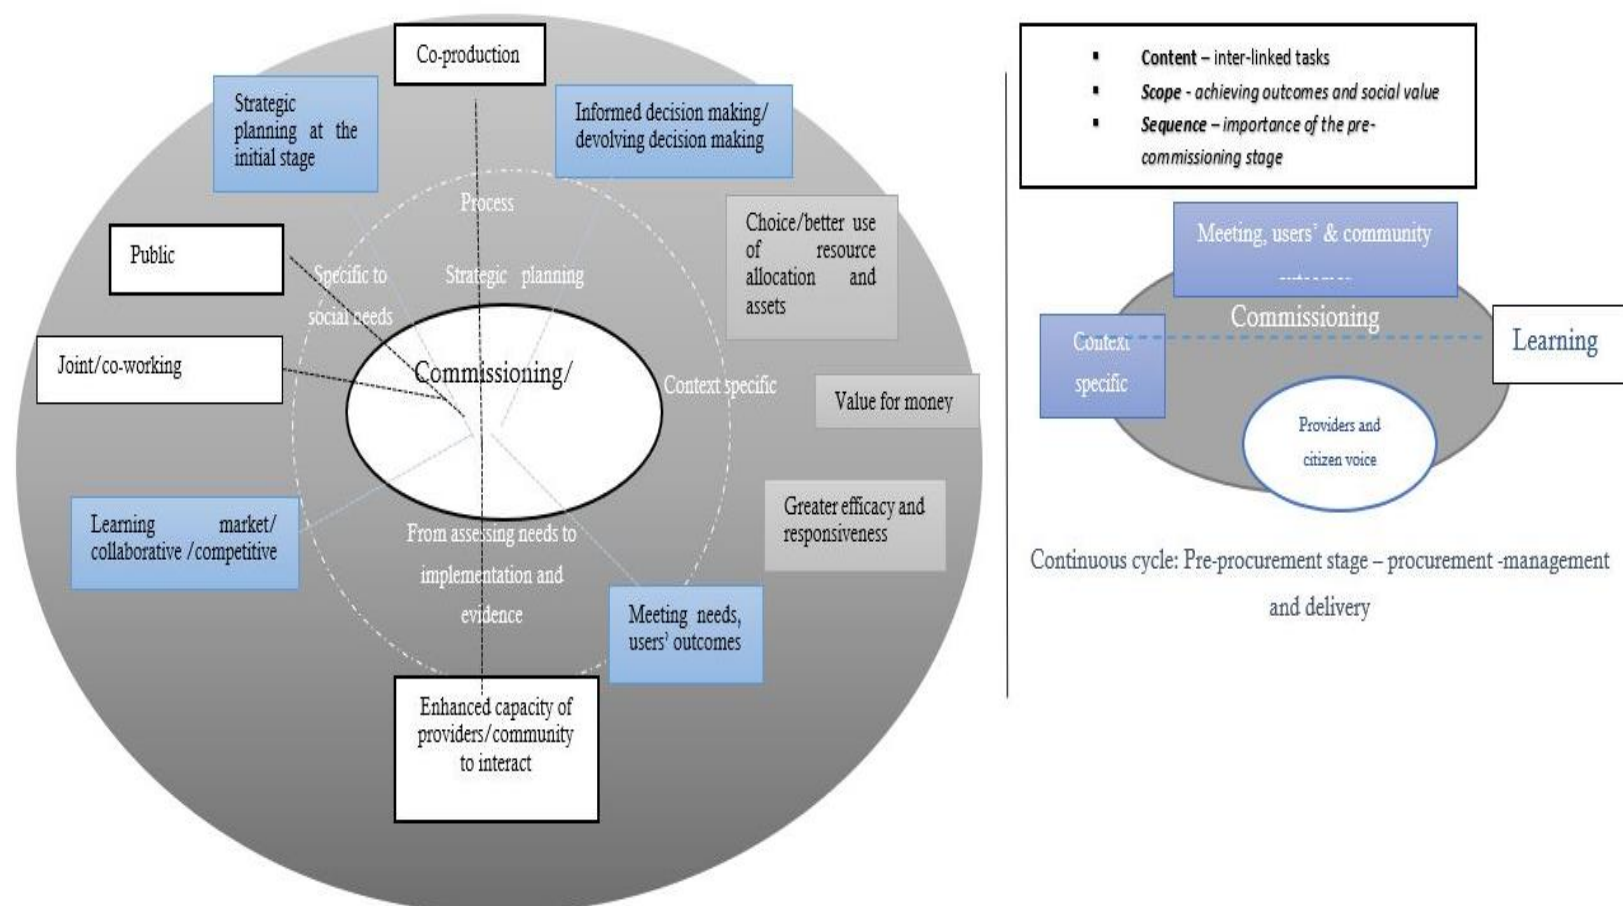 Co-production
Strategic
planning at the
initial stage
Informed decision making/
devolving decision making
Process
Public
Choice/better use
of resource
allocation and
assets
Specific to
social needs
Strategic planning
Joint/co-working
Commissioning/
Context specific
Value for money
Learning market/
collaborative /competitive
Greater efficacy and
responsiveness
From assessing needs to
implementation and
evidence
Meeting needs,
users' outcomes
Enhanced capacity of
providers/community
to interact
▪ Content – inter-linked tasks
▪ Scope - achieving outcomes and social value
▪ Sequence – importance of the pre-
commissioning stage
Meeting, users' & community
Commissioning
Context
specific
Learning
Providers and
citizen voice
Continuous cycle: Pre-procurement stage – procurement -management
and delivery